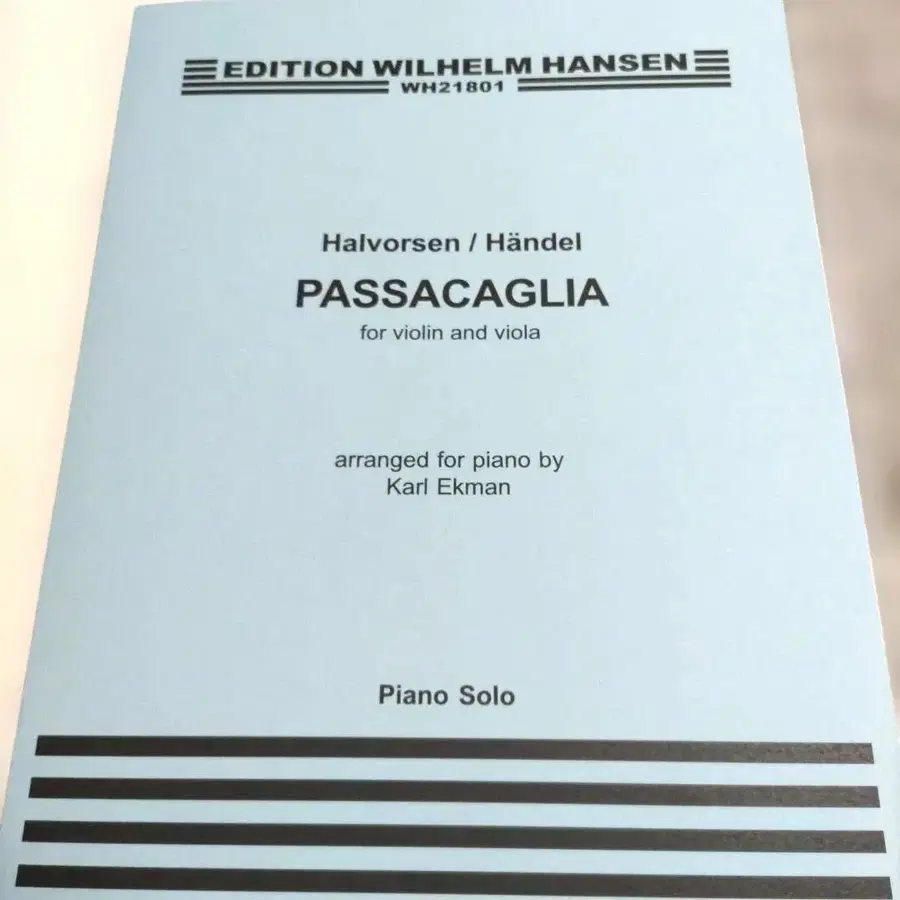 EDITION WILHELM HANSEN
WH21801
Halvorsen / Händel
PASSACAGLIA
for violin and viola
arranged for piano by
Karl Ekman
Piano Solo